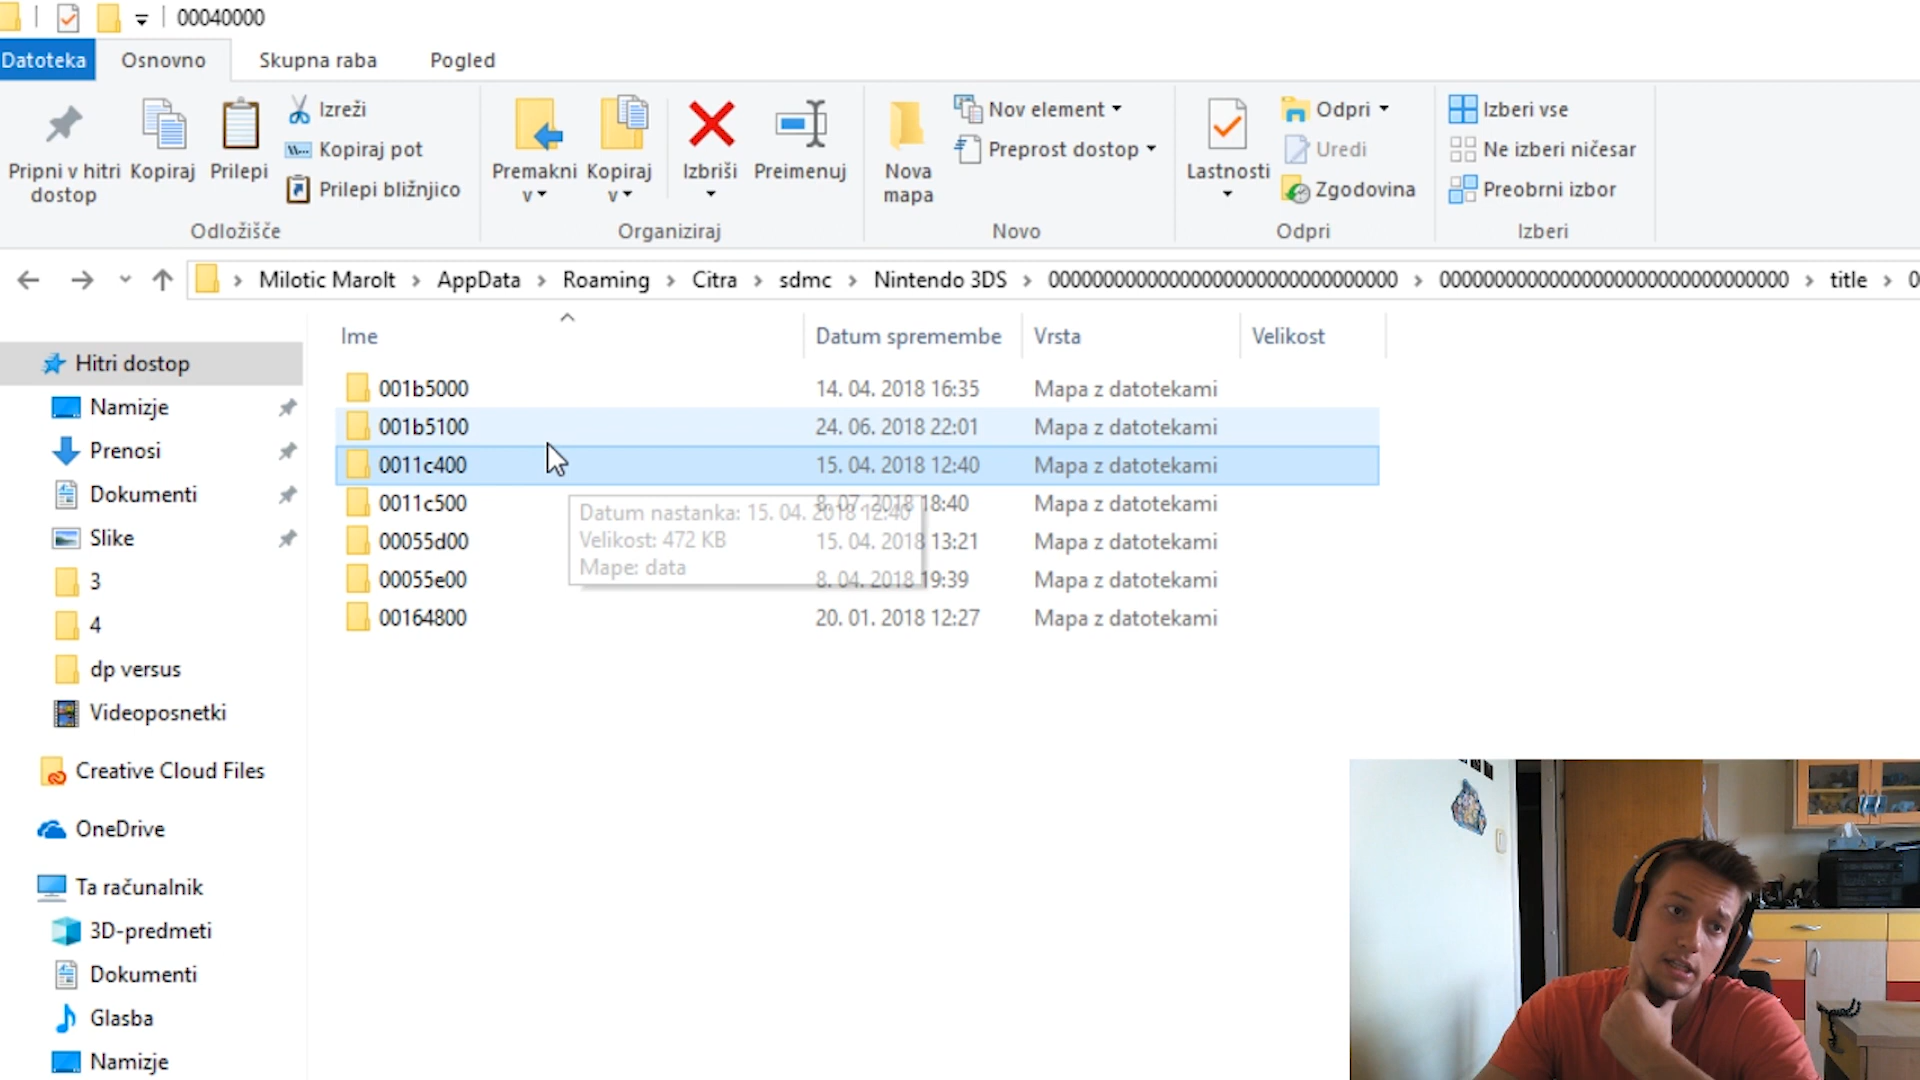 00040000
Datoteka Osnovno Skupna raba Pogled
Pripni v hitri dostop
Kopiraj
Prilepi
Izreži
Kopiraj pot
Prilepi bližnjico
Odložišče
Premakni v
Kopiraj v
Izbriši
Preimenuj
Organiziraj
Nova mapa
Nov element
Preprost dostop
Novo
Lastnosti
Odpri
Uredi
Zgodovina
Odpri
Izberi vse
Ne izberi ničesar
Preobrni izbor
Izberi
Milotic Marolt > AppData > Roaming > Citra > sdmc > Nintendo 3DS > 00000000000000000000000000000000 > 00000000000000000000000000000000 > title > 0
Ime Datum spremembe Vrsta Velikost
001b5000 14. 04. 2018 16:35 Mapa z datotekami
001b5100 24. 06. 2018 22:01 Mapa z datotekami
0011c400 15. 04. 2018 12:40 Mapa z datotekami
0011c500 8. 07. 2018 18:40 Mapa z datotekami
00055d00 15. 04. 2018 13:21 Mapa z datotekami
00055e00 8. 04. 2018 19:39 Mapa z datotekami
00164800 20. 01. 2018 12:27 Mapa z datotekami
Datum nastanka: 15. 04. 2018 12:40
Velikost: 472 KB
Mape: data
Hitri dostop
Namizje
Prenosi
Dokumenti
Slike
3
4
dp versus
Videoposnetki
Creative Cloud Files
OneDrive
Ta računalnik
3D-predmeti
Dokumenti
Glasba
Namizje